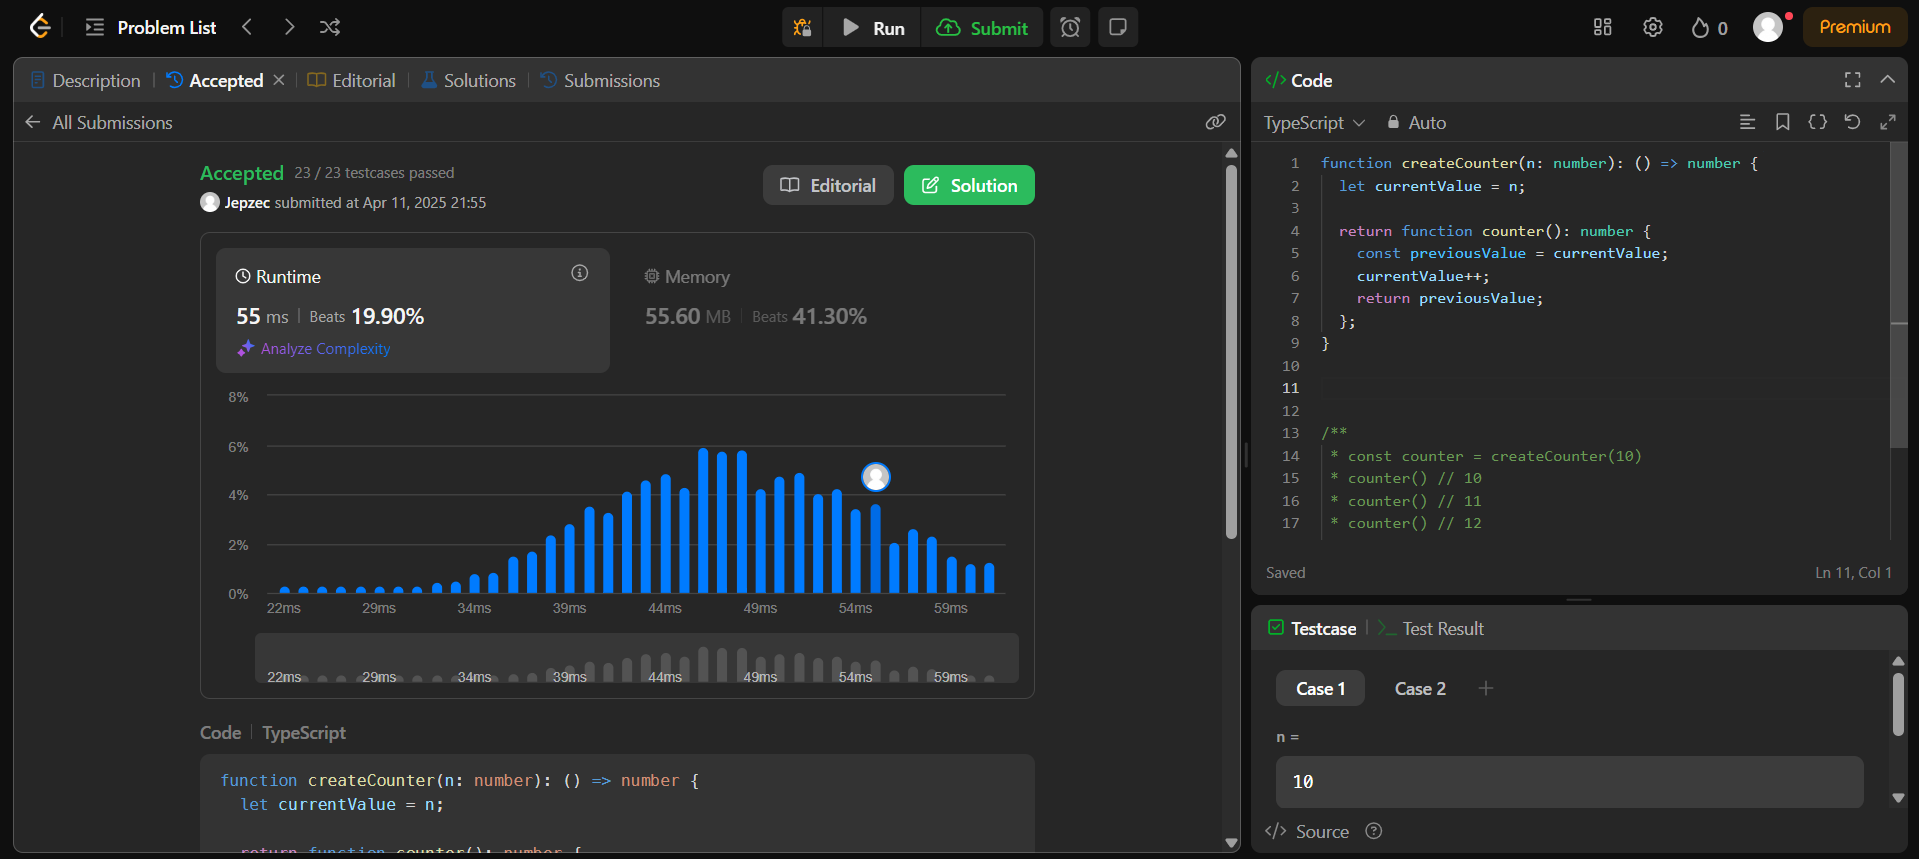 Problem List
Run
Submit
0
Premium
Description
Accepted
Editorial
Solutions
Submissions
All Submissions
Accepted 23 / 23 testcases passed
Jepzec submitted at Apr 11, 2025 21:55
Editorial
Solution
Runtime
55 ms | Beats 19.90%
Analyze Complexity
Memory
55.60 MB | Beats 41.30%
8%
6%
4%
2%
0%
22ms 29ms 34ms 39ms 44ms 49ms 54ms 59ms
22ms 29ms 34ms 39ms 44ms 49ms 54ms 59ms
Code | TypeScript
function createCounter(n: number): () => number {
  let currentValue = n;
  return function counter(): number {
</> Code
TypeScript
Auto
1 function createCounter(n: number): () => number {
2   let currentValue = n;
3
4   return function counter(): number {
5     const previousValue = currentValue;
6     currentValue++;
7     return previousValue;
8   };
9 }
10
11
12
13 /**
14  * const counter = createCounter(10)
15  * counter() // 10
16  * counter() // 11
17  * counter() // 12
Saved
Ln 11, Col 1
Testcase
>_ Test Result
Case 1
Case 2
+
n =
10
</> Source